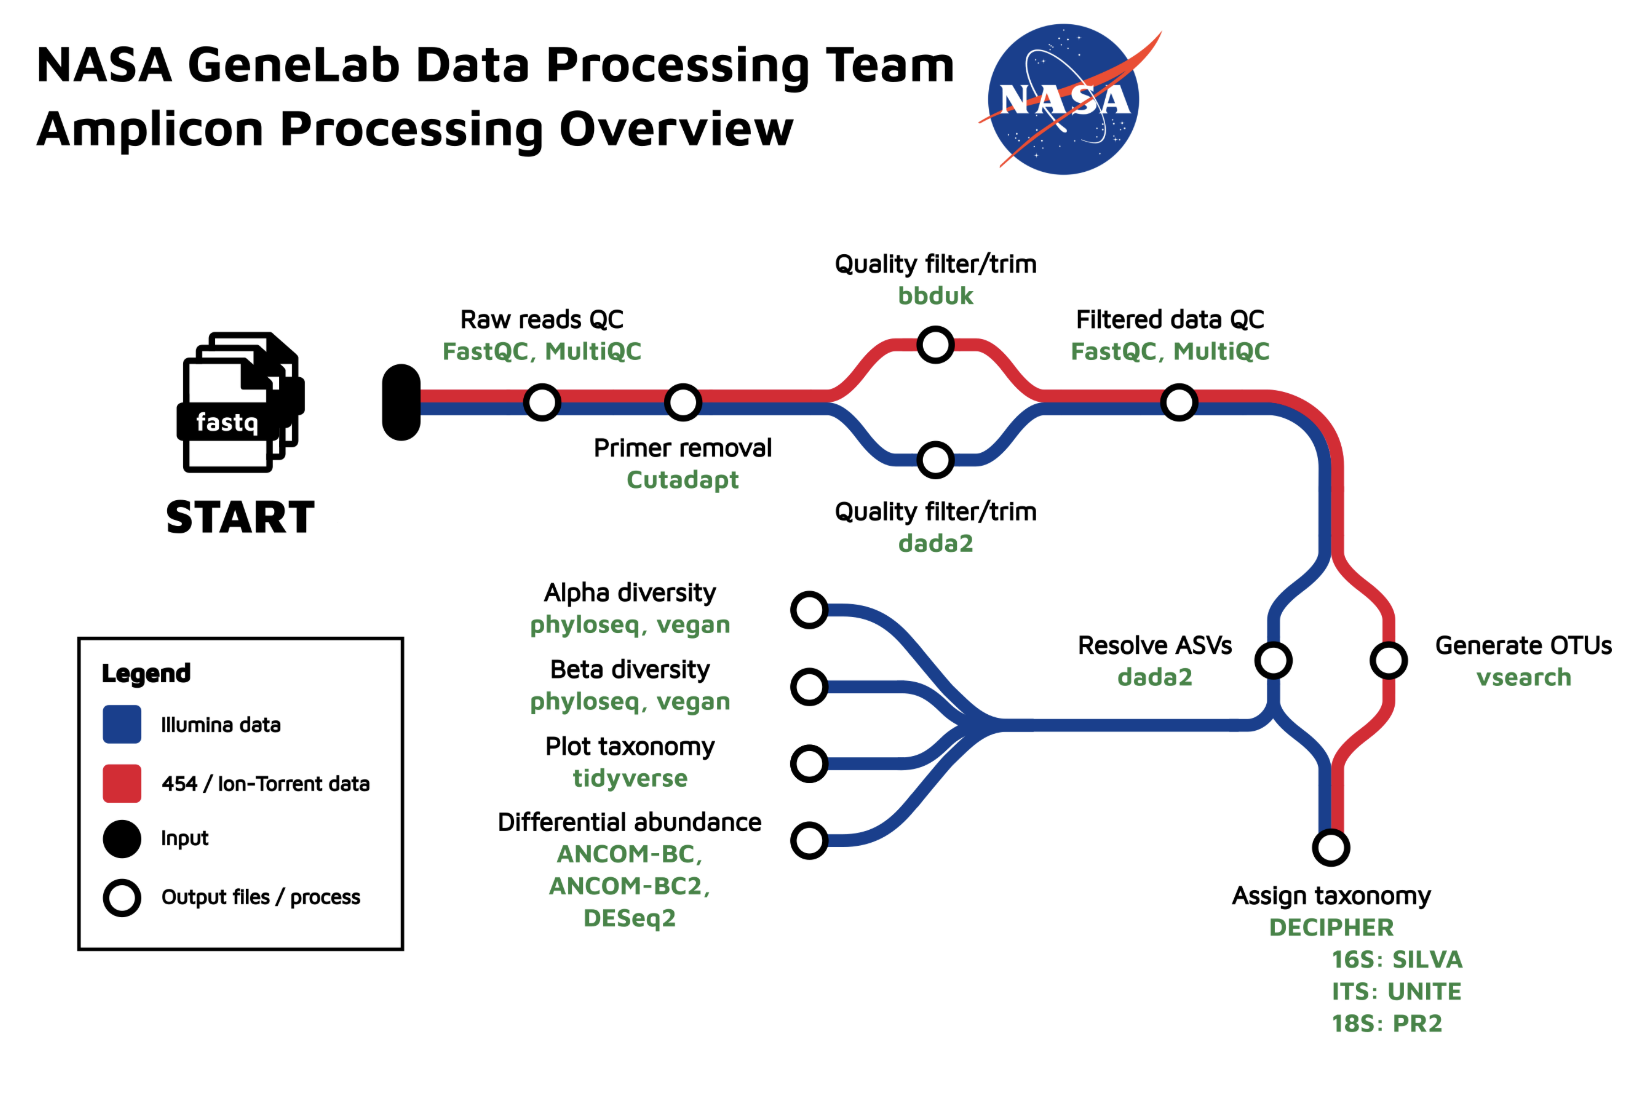 NASA GeneLab Data Processing Team
Amplicon Processing Overview
NASA
Quality filter/trim
bbduk
Raw reads QC
FastQC, MultiQC
Filtered data QC
FastQC, MultiQC
fastq
START
Primer removal
Cutadapt
Quality filter/trim
dada2
Alpha diversity
phyloseq, vegan
Beta diversity
phyloseq, vegan
Plot taxonomy
tidyverse
Differential abundance
ANCOM-BC,
ANCOM-BC2,
DESeq2
Resolve ASVs
dada2
Generate OTUs
vsearch
Assign taxonomy
DECIPHER
16S: SILVA
ITS: UNITE
18S: PR2
Legend
Illumina data
454 / Ion-Torrent data
Input
Output files / process